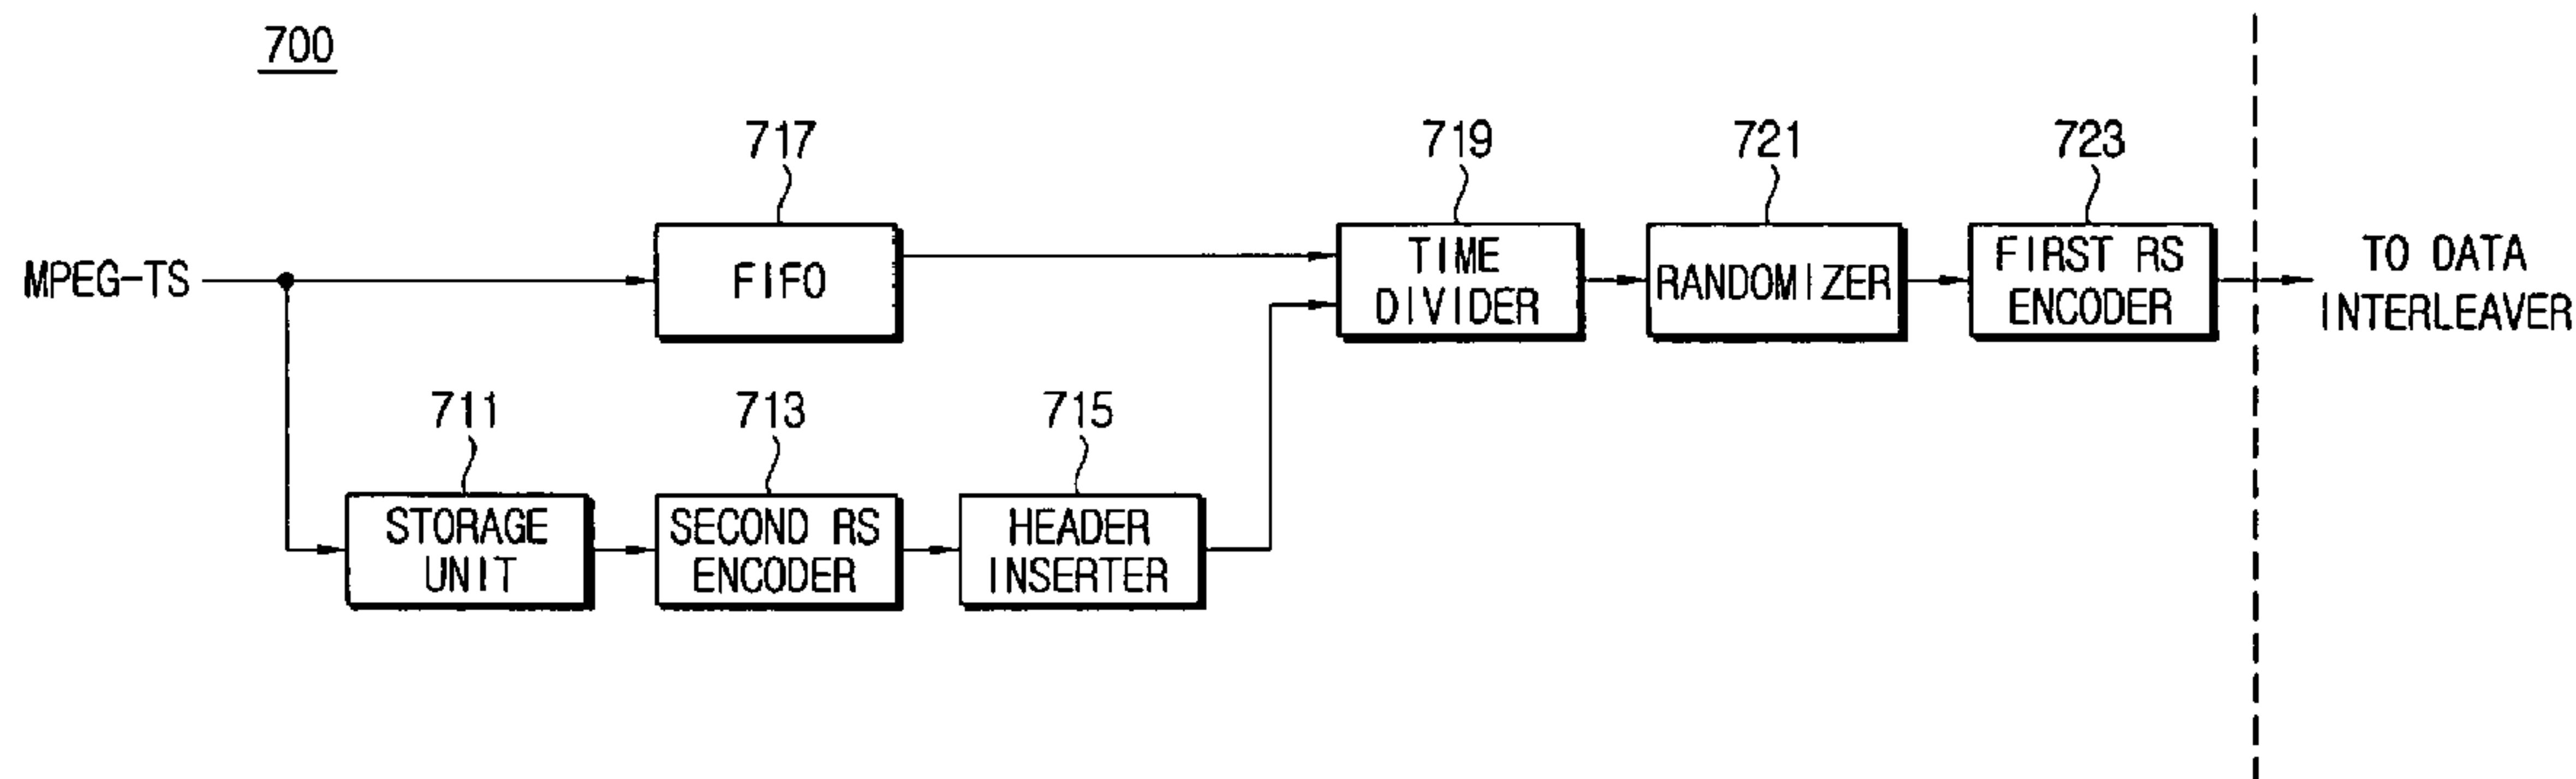 700
717
719
721
723
MPEG-TS
FIFO
TIME
DIVIDER
RANDOMIZER
FIRST RS
ENCODER
TO DATA
INTERLEAVER
711
713
715
STORAGE
UNIT
SECOND RS
ENCODER
HEADER
INSERTER